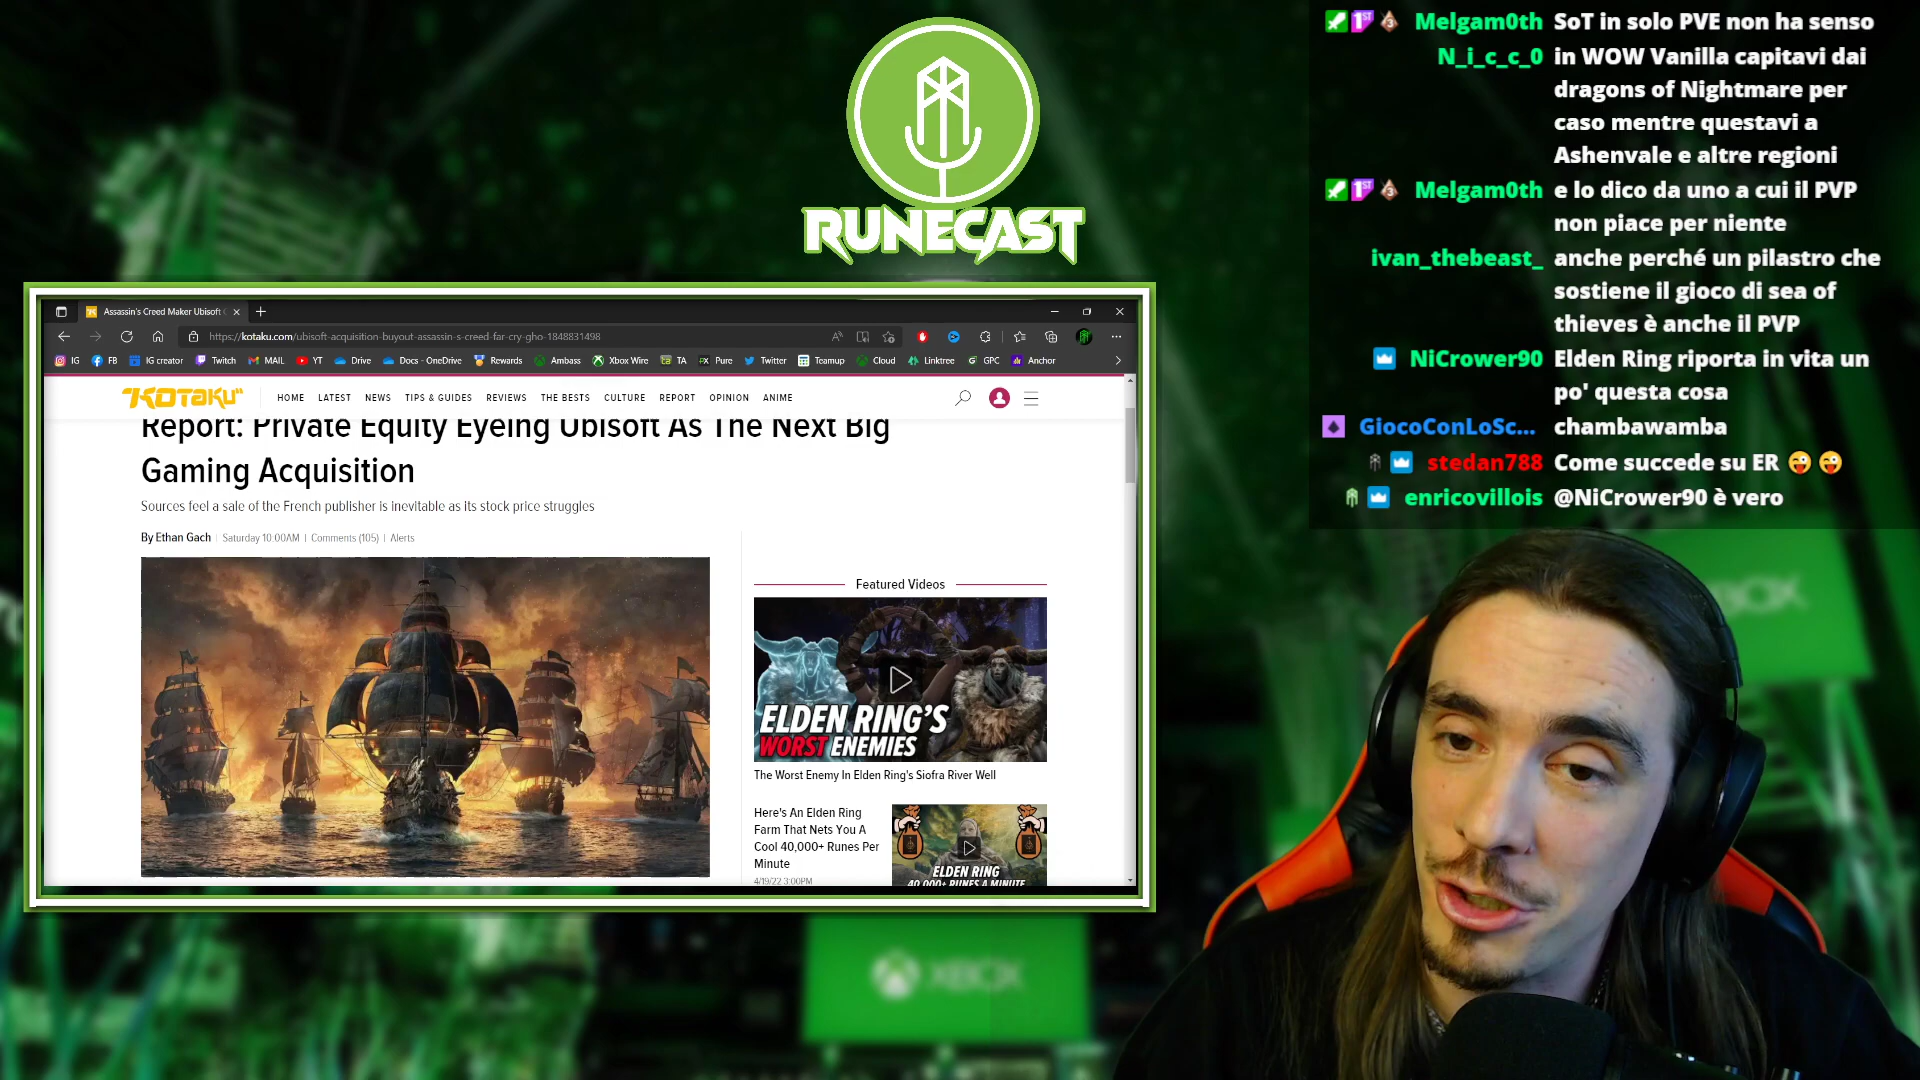 RUNECAST
Assassin's Creed Maker Ubisoft
https://kotaku.com/ubisoft-acquisition-buyout-assassin-s-creed-far-cry-gho-1848831498
IG FB IG creator Twitch MAIL YT Drive Docs - OneDrive Rewards Ambass Xbox Wire TA Pure Twitter Teamup Cloud Linktree GPC Anchor
KOTAKU HOME LATEST NEWS TIPS & GUIDES REVIEWS THE BESTS CULTURE REPORT OPINION ANIME
Report: Private Equity Eyeing Ubisoft As The Next Big
Gaming Acquisition
Sources feel a sale of the French publisher is inevitable as its stock price struggles
By Ethan Gach | Saturday 10:00AM | Comments (105) | Alerts
Featured Videos
ELDEN RING'S
WORST ENEMIES
The Worst Enemy In Elden Ring's Siofra River Well
Here's An Elden Ring
Farm That Nets You A
Cool 40,000+ Runes Per
Minute
4/19/22 3:00PM
ELDEN RING
40,000+ RUNES A MINUTE
Melgam0th SoT in solo PVE non ha senso
N_i_c_c_0 in WOW Vanilla capitavi dai
dragons of Nightmare per
caso mentre questavi a
Ashenvale e altre regioni
Melgam0th e lo dico da uno a cui il PVP
non piace per niente
ivan_thebeast_ anche perché un pilastro che
sostiene il gioco di sea of
thieves è anche il PVP
NiCrower90 Elden Ring riporta in vita un
po' questa cosa
GiocoConLoSc... chambawamba
stedan788 Come succede su ER 😜 😜
enricovillois @NiCrower90 è vero
XBOX
XBOX